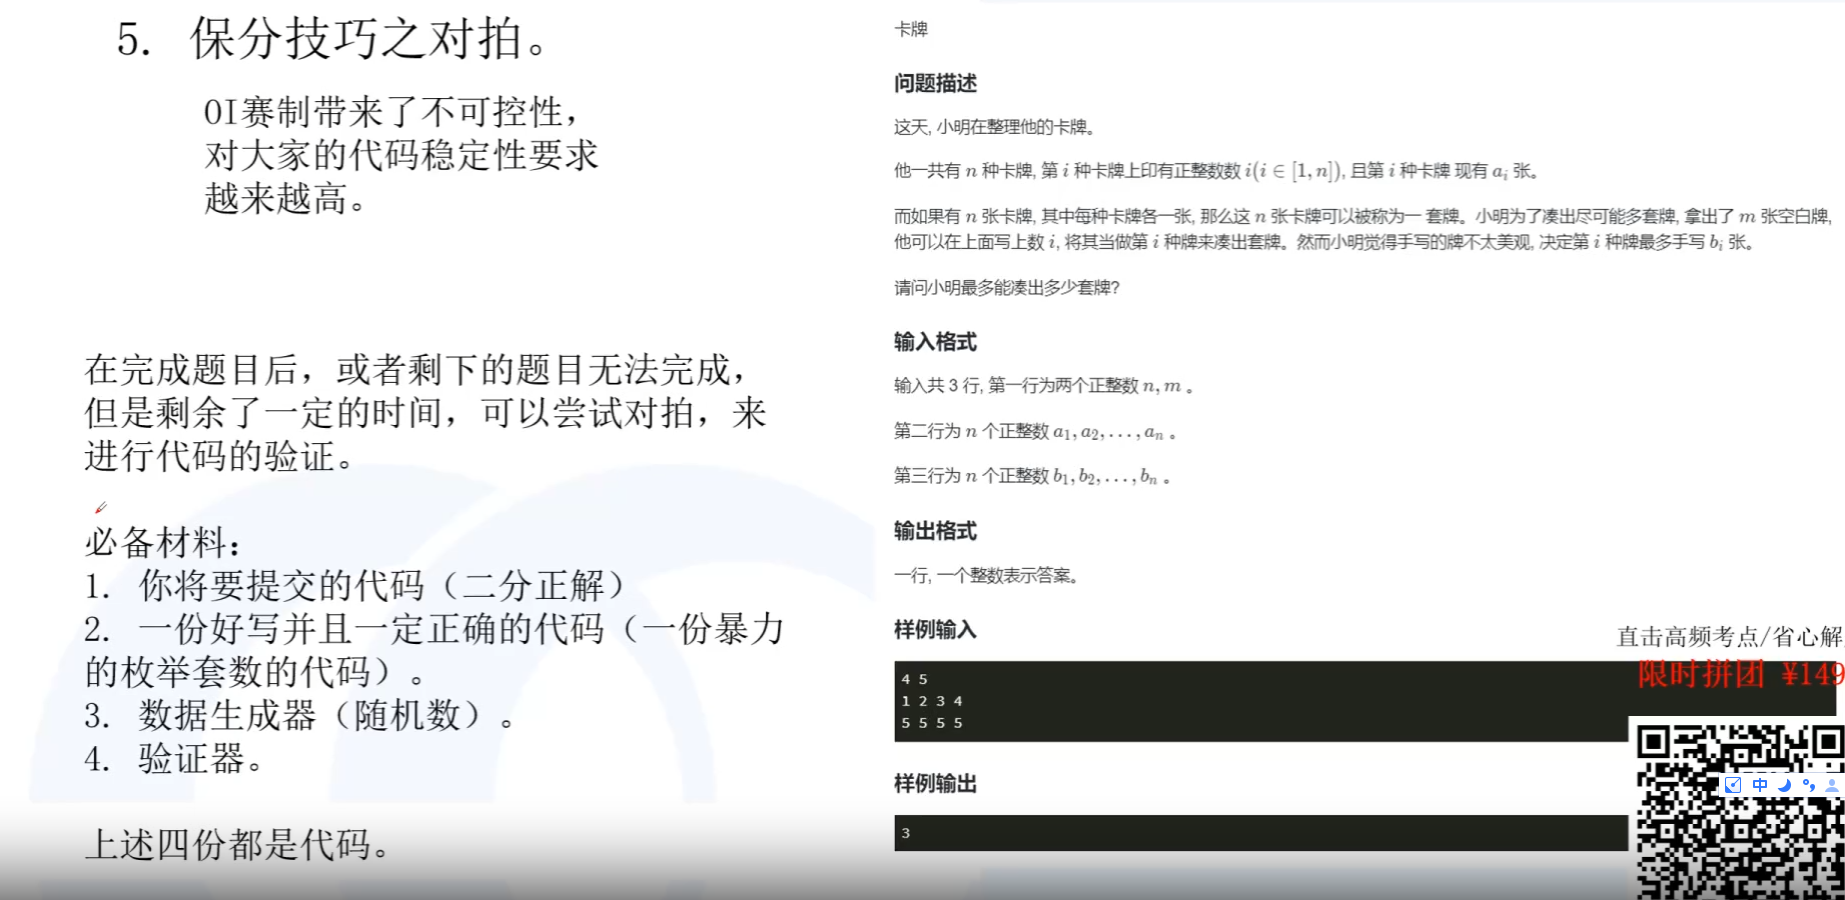 5. 保分技巧之对拍。
OI赛制带来了不可控性，
对大家的代码稳定性要求
越来越高。
在完成题目后，或者剩下的题目无法完成，
但是剩余了一定的时间，可以尝试对拍，来
进行代码的验证。
必备材料：
1. 你将要提交的代码（二分正解）
2. 一份好写并且一定正确的代码（一份暴力
的枚举套数的代码）。
3. 数据生成器（随机数）。
4. 验证器。
上述四份都是代码。
卡牌
问题描述
这天, 小明在整理他的卡牌。
他一共有 n 种卡牌, 第 i 种卡牌上印有正整数数 i(i ∈ [1, n]), 且第 i 种卡牌 现有 a_i 张。
而如果有 n 张卡牌, 其中每种卡牌各一张, 那么这 n 张卡牌可以被称为一 套牌。小明为了凑出尽可能多套牌, 拿出了 m 张空白牌,
他可以在上面写上数 i, 将其当做第 i 种牌来凑出套牌。然而小明觉得手写的牌不太美观, 决定第 i 种牌最多手写 b_i 张。
请问小明最多能凑出多少套牌?
输入格式
输入共 3 行, 第一行为两个正整数 n, m 。
第二行为 n 个正整数 a_1, a_2, . . . , a_n 。
第三行为 n 个正整数 b_1, b_2, . . . , b_n 。
输出格式
一行, 一个整数表示答案。
样例输入
4 5
1 2 3 4
5 5 5 5
样例输出
3
直击高频考点/省心解
限时拼团 ¥149
中